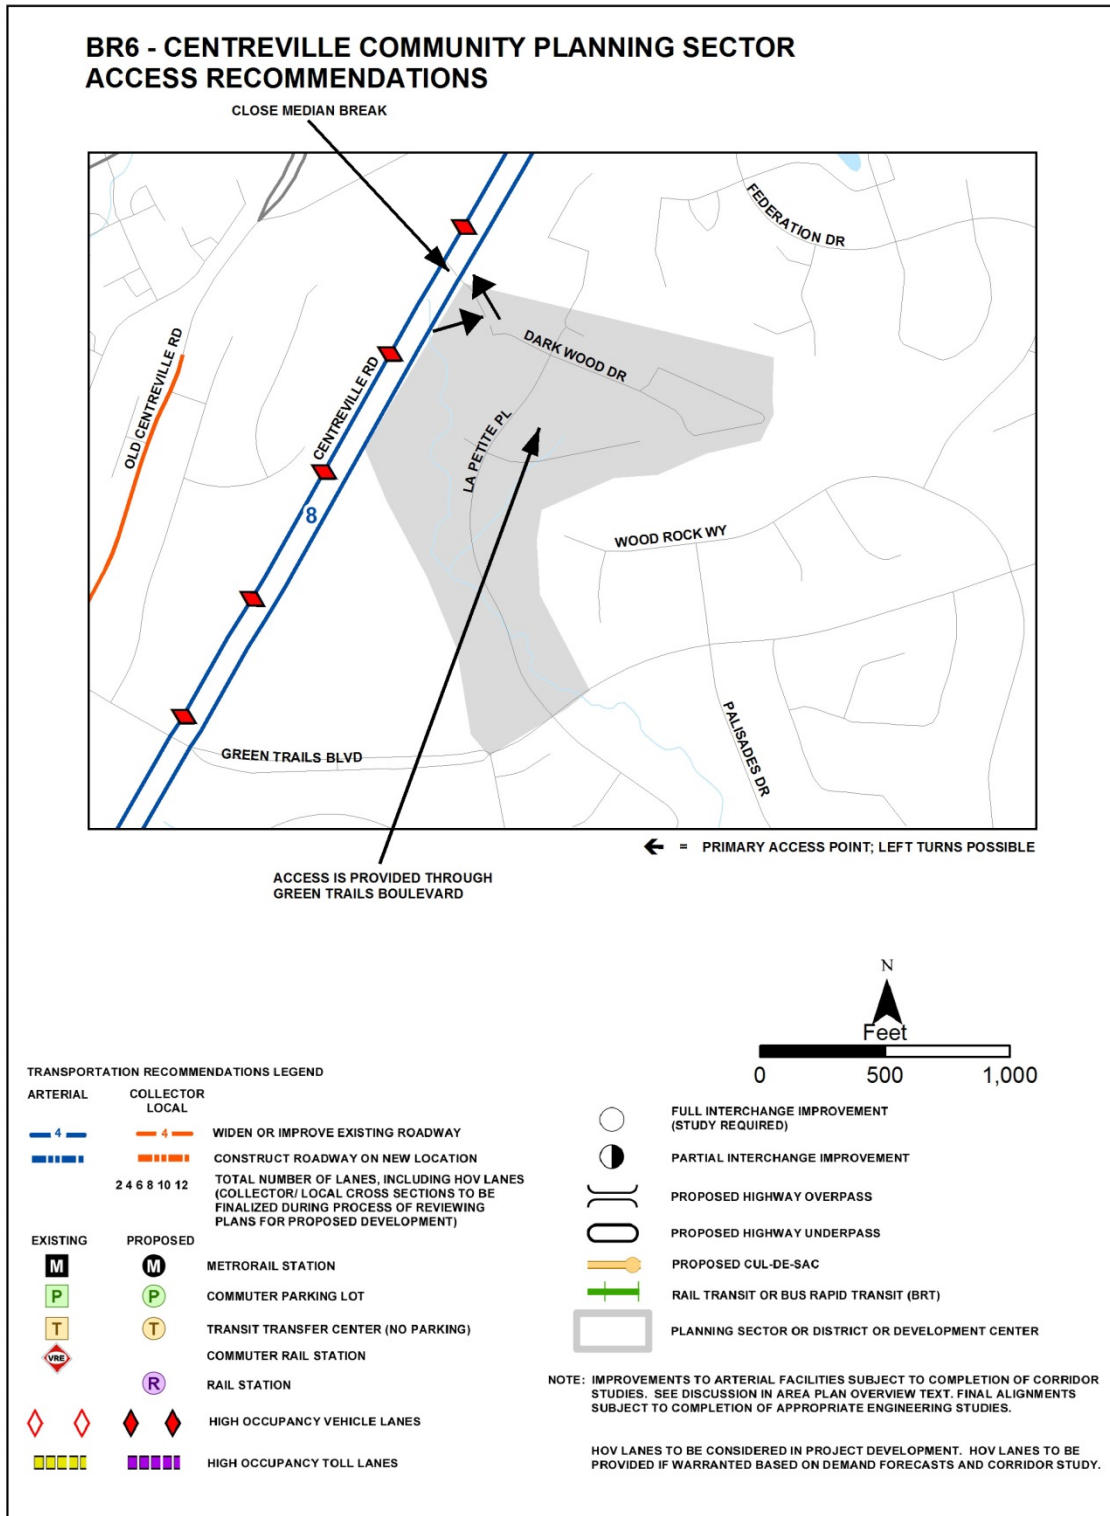 BR6 - CENTREVILLE COMMUNITY PLANNING SECTOR
ACCESS RECOMMENDATIONS
CLOSE MEDIAN BREAK
FEDERATION DR
OLD CENTREVILLE RD
CENTREVILLE RD
DARK WOOD DR
LA PETITE PL
8
WOOD ROCK WY
PALISADES DR
GREEN TRAILS BLVD
= PRIMARY ACCESS POINT; LEFT TURNS POSSIBLE
ACCESS IS PROVIDED THROUGH
GREEN TRAILS BOULEVARD
N
Feet
0 500 1,000
TRANSPORTATION RECOMMENDATIONS LEGEND
ARTERIAL COLLECTOR
LOCAL
4 4 WIDEN OR IMPROVE EXISTING ROADWAY
CONSTRUCT ROADWAY ON NEW LOCATION
2 4 6 8 10 12 TOTAL NUMBER OF LANES, INCLUDING HOV LANES
(COLLECTOR/ LOCAL CROSS SECTIONS TO BE
FINALIZED DURING PROCESS OF REVIEWING
PLANS FOR PROPOSED DEVELOPMENT)
EXISTING PROPOSED
M M METRORAIL STATION
P P COMMUTER PARKING LOT
T T TRANSIT TRANSFER CENTER (NO PARKING)
VRE COMMUTER RAIL STATION
R RAIL STATION
HIGH OCCUPANCY VEHICLE LANES
HIGH OCCUPANCY TOLL LANES
FULL INTERCHANGE IMPROVEMENT
(STUDY REQUIRED)
PARTIAL INTERCHANGE IMPROVEMENT
PROPOSED HIGHWAY OVERPASS
PROPOSED HIGHWAY UNDERPASS
PROPOSED CUL-DE-SAC
RAIL TRANSIT OR BUS RAPID TRANSIT (BRT)
PLANNING SECTOR OR DISTRICT OR DEVELOPMENT CENTER
NOTE: IMPROVEMENTS TO ARTERIAL FACILITIES SUBJECT TO COMPLETION OF CORRIDOR
STUDIES. SEE DISCUSSION IN AREA PLAN OVERVIEW TEXT. FINAL ALIGNMENTS
SUBJECT TO COMPLETION OF APPROPRIATE ENGINEERING STUDIES.
HOV LANES TO BE CONSIDERED IN PROJECT DEVELOPMENT. HOV LANES TO BE
PROVIDED IF WARRANTED BASED ON DEMAND FORECASTS AND CORRIDOR STUDY.